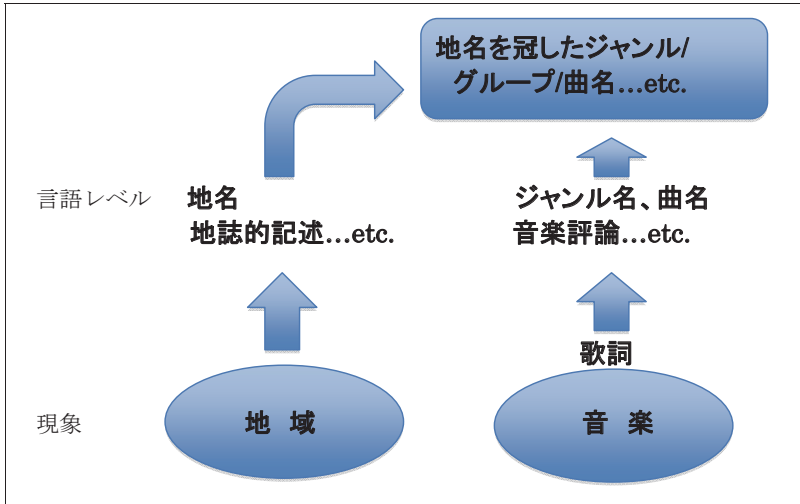 地名を冠したジャンル/
グループ/曲名…etc.
言語レベル
地名
地誌的記述…etc.
ジャンル名、曲名
音楽評論…etc.
歌詞
現象
地 域
音 楽